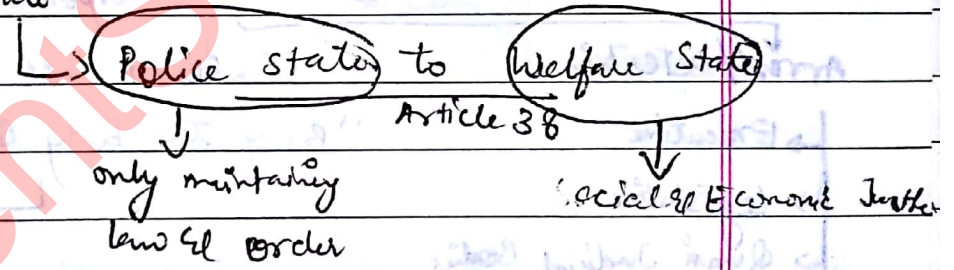 Police state to Welfare State
Article 38
only maintaining
law & order
Social & Economic Justice